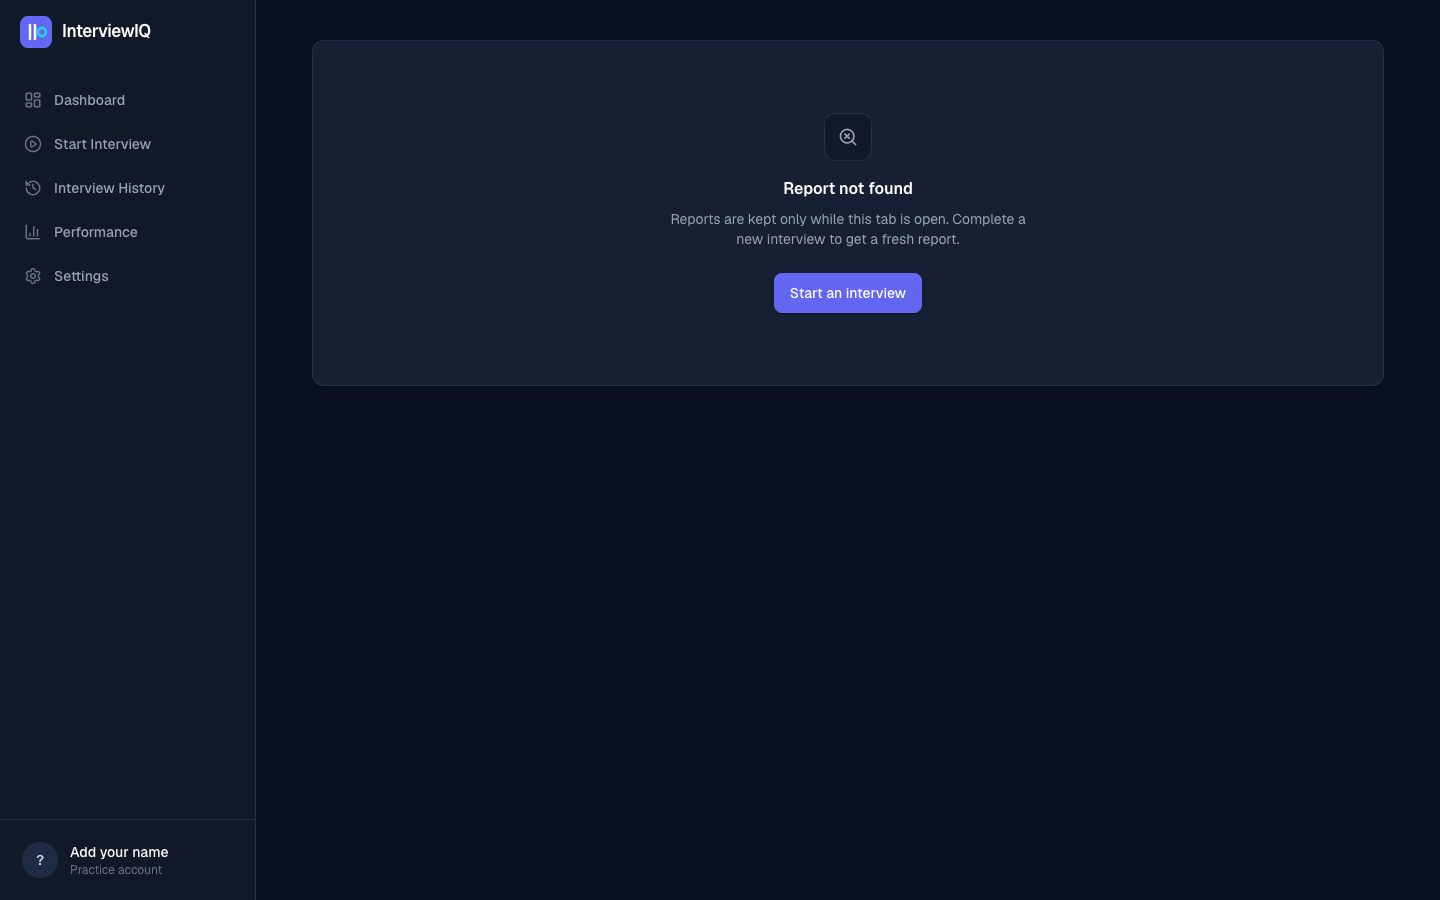 InterviewIQ
Dashboard
Start Interview
Interview History
Performance
Settings
Report not found
Reports are kept only while this tab is open. Complete a
new interview to get a fresh report.
Start an interview
?
Add your name
Practice account